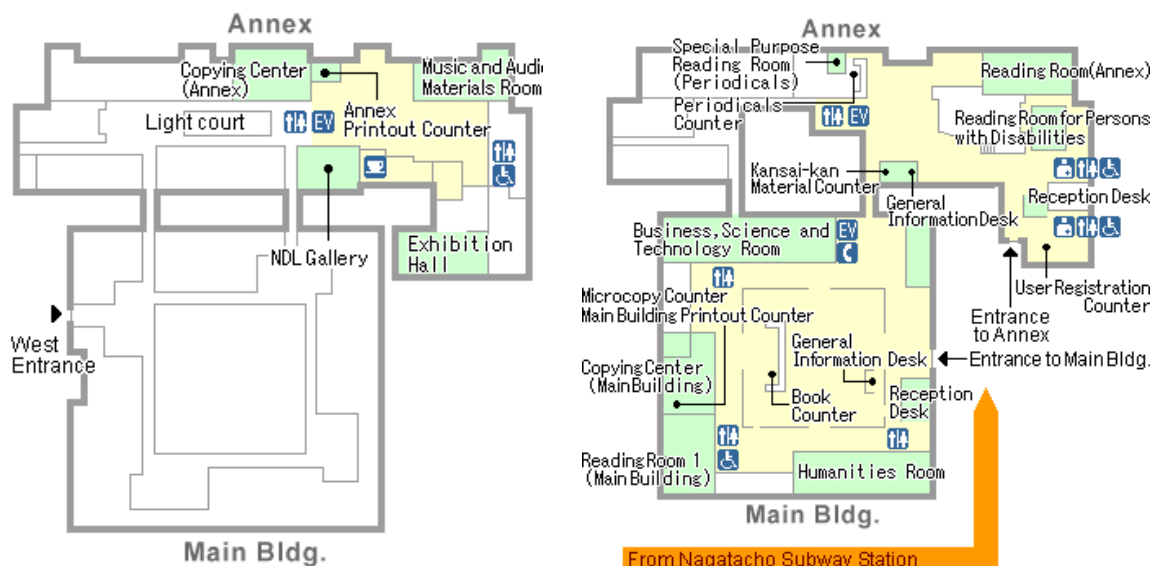 Annex
Copying Center
(Annex)
Music and Audio
Materials Room
Annex
Printout Counter
Light court
EV
NDL Gallery
Exhibition
Hall
West
Entrance
Main Bldg.
Annex
Special Purpose
Reading Room
(Periodicals)
Periodicals
Counter
EV
Reading Room(Annex)
Reading Room for Persons
with Disabilities
Kansai-kan
Material Counter
General
Information Desk
Reception Desk
Business, Science and
Technology Room
EV
User Registration
Counter
Entrance
to Annex
Microcopy Counter
Main Building Printout Counter
General
Information Desk
Entrance to Main Bldg.
Copying Center
(Main Building)
Book
Counter
Reception
Desk
Reading Room 1
(Main Building)
Humanities Room
Main Bldg.
From Nagatacho Subway Station